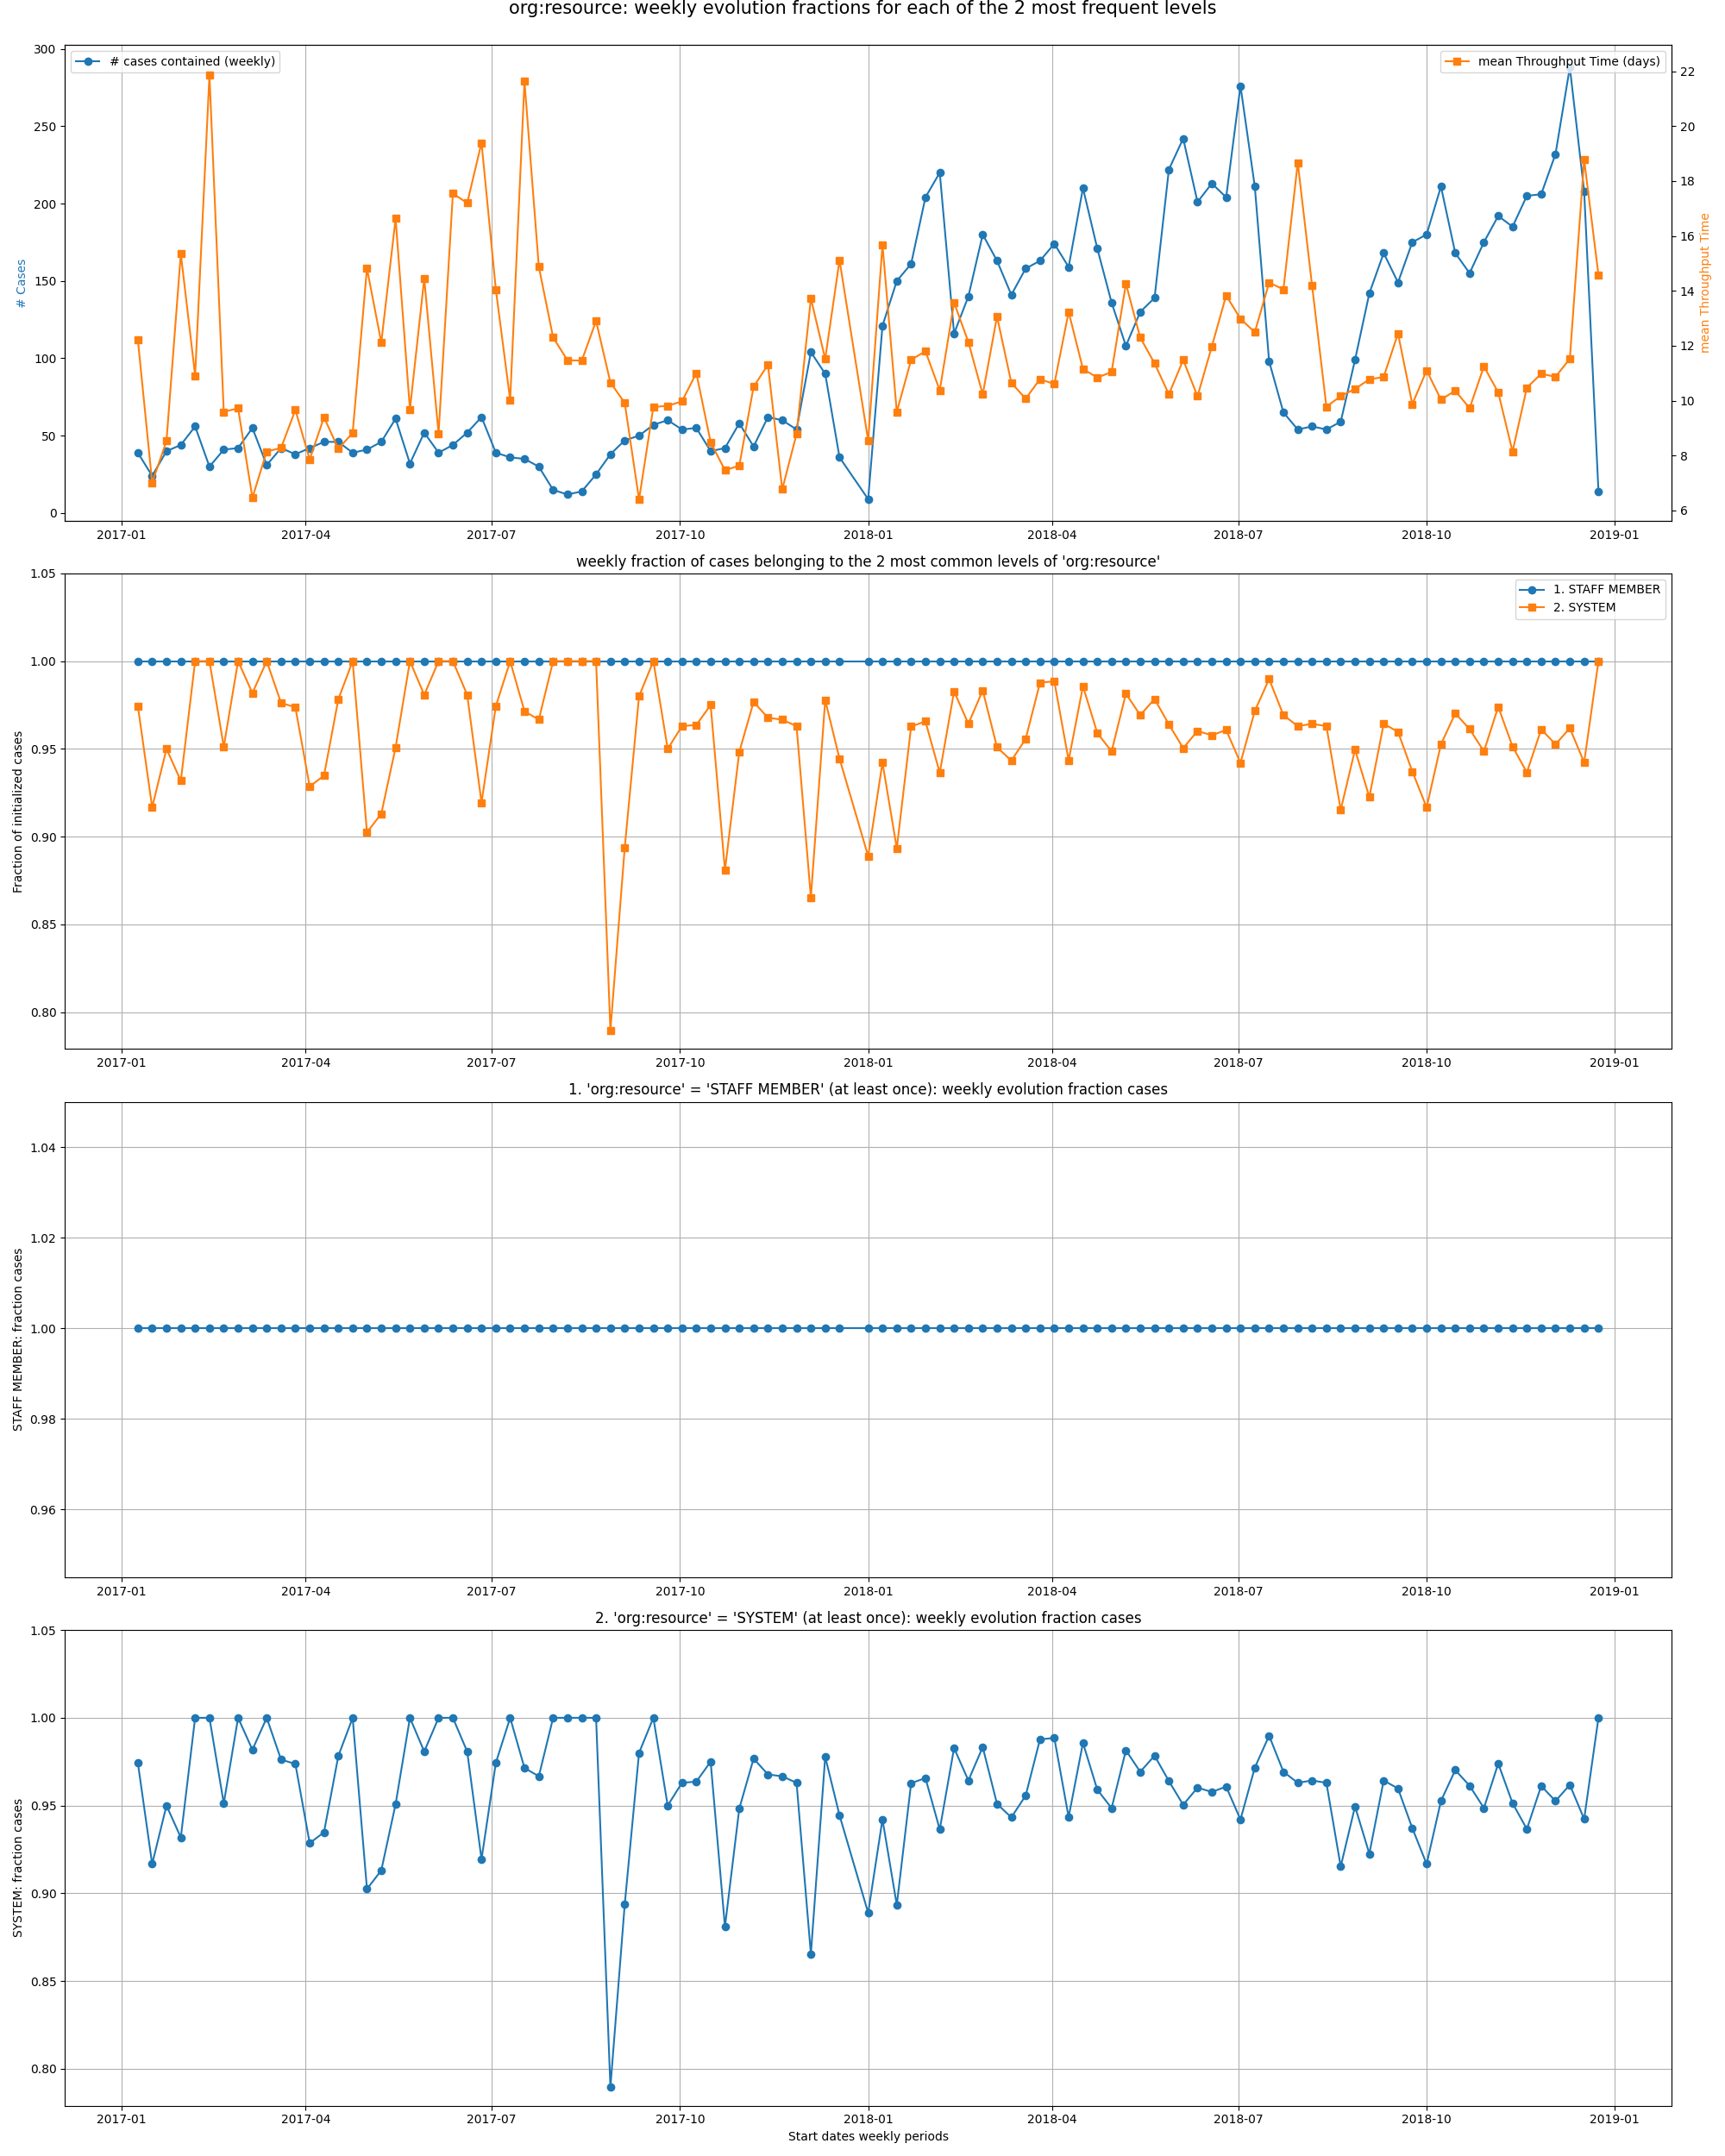 org:resource: weekly evolution fractions for each of the 2 most frequent levels
# cases contained (weekly)
mean Throughput Time (days)
# Cases
mean Throughput Time
300
250
200
150
100
50
0
22
20
18
16
14
12
10
8
6
2017-01 2017-04 2017-07 2017-10 2018-01 2018-04 2018-07 2018-10 2019-01
weekly fraction of cases belonging to the 2 most common levels of 'org:resource'
1. STAFF MEMBER
2. SYSTEM
Fraction of initialized cases
1.05
1.00
0.95
0.90
0.85
0.80
2017-01 2017-04 2017-07 2017-10 2018-01 2018-04 2018-07 2018-10 2019-01
1. 'org:resource' = 'STAFF MEMBER' (at least once): weekly evolution fraction cases
STAFF MEMBER: fraction cases
1.04
1.02
1.00
0.98
0.96
2017-01 2017-04 2017-07 2017-10 2018-01 2018-04 2018-07 2018-10 2019-01
2. 'org:resource' = 'SYSTEM' (at least once): weekly evolution fraction cases
SYSTEM: fraction cases
1.05
1.00
0.95
0.90
0.85
0.80
2017-01 2017-04 2017-07 2017-10 2018-01 2018-04 2018-07 2018-10 2019-01
Start dates weekly periods